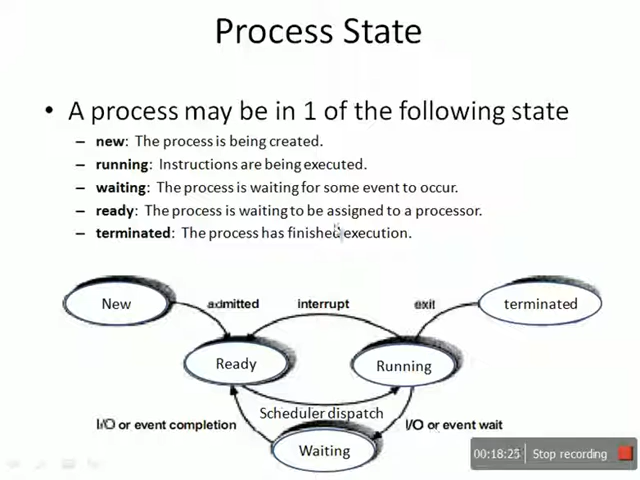 Process State
• A process may be in 1 of the following state
– new: The process is being created.
– running: Instructions are being executed.
– waiting: The process is waiting for some event to occur.
– ready: The process is waiting to be assigned to a processor.
– terminated: The process has finished execution.
New admitted interrupt exit terminated
Ready Running
Scheduler dispatch
I/O or event completion I/O or event wait
Waiting
00:18:25 Stop recording